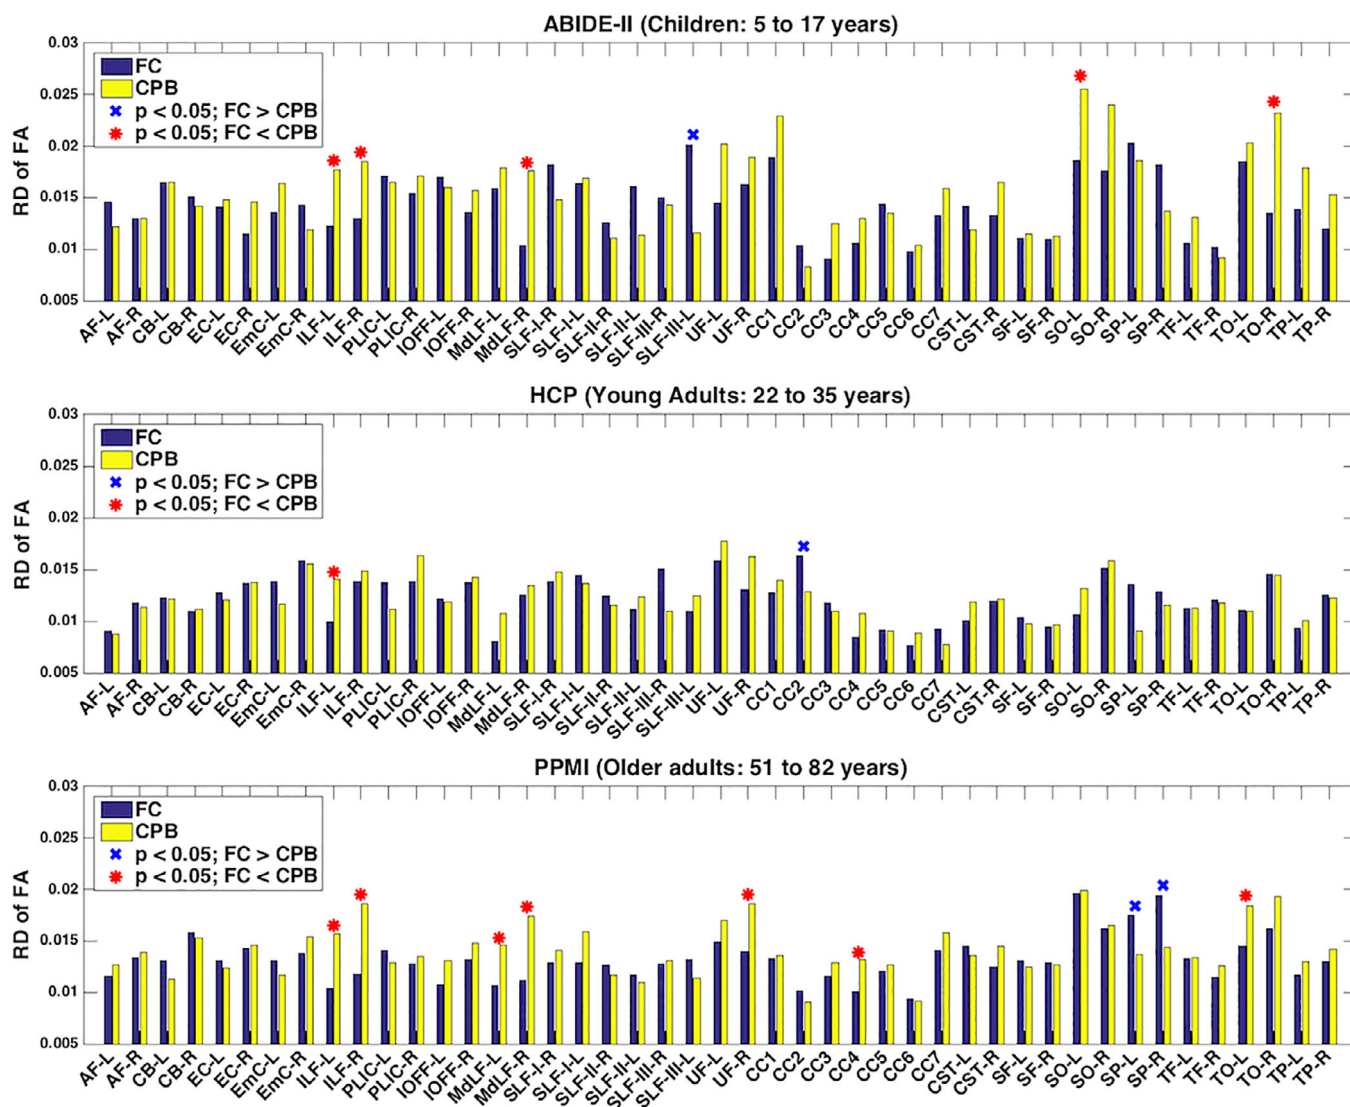 ABIDE-II (Children: 5 to 17 years)
RD of FA
0.03
0.025
0.02
0.015
0.01
0.005
FC
CPB
p < 0.05; FC > CPB
p < 0.05; FC < CPB
AF-L AF-R CB-L CB-R EC-L EC-R EmC-L EmC-R ILF-L ILF-R PLIC-L PLIC-R IOFF-L IOFF-R MdLF-L MdLF-R SLF-I-R SLF-I-L SLF-II-R SLF-II-L SLF-III-R SLF-III-L UF-L UF-R CC1 CC2 CC3 CC4 CC5 CC6 CC7 CST-L CST-R SF-L SF-R SO-L SO-R SP-L SP-R TF-L TF-R TO-L TO-R TP-L TP-R
HCP (Young Adults: 22 to 35 years)
RD of FA
0.03
0.025
0.02
0.015
0.01
0.005
FC
CPB
p < 0.05; FC > CPB
p < 0.05; FC < CPB
AF-L AF-R CB-L CB-R EC-L EC-R EmC-L EmC-R ILF-L ILF-R PLIC-L PLIC-R IOFF-L IOFF-R MdLF-L MdLF-R SLF-I-R SLF-I-L SLF-II-R SLF-II-L SLF-III-R SLF-III-L UF-L UF-R CC1 CC2 CC3 CC4 CC5 CC6 CC7 CST-L CST-R SF-L SF-R SO-L SO-R SP-L SP-R TF-L TF-R TO-L TO-R TP-L TP-R
PPMI (Older adults: 51 to 82 years)
RD of FA
0.03
0.025
0.02
0.015
0.01
0.005
FC
CPB
p < 0.05; FC > CPB
p < 0.05; FC < CPB
AF-L AF-R CB-L CB-R EC-L EC-R EmC-L EmC-R ILF-L ILF-R PLIC-L PLIC-R IOFF-L IOFF-R MdLF-L MdLF-R SLF-I-R SLF-I-L SLF-II-R SLF-II-L SLF-III-R SLF-III-L UF-L UF-R CC1 CC2 CC3 CC4 CC5 CC6 CC7 CST-L CST-R SF-L SF-R SO-L SO-R SP-L SP-R TF-L TF-R TO-L TO-R TP-L TP-R